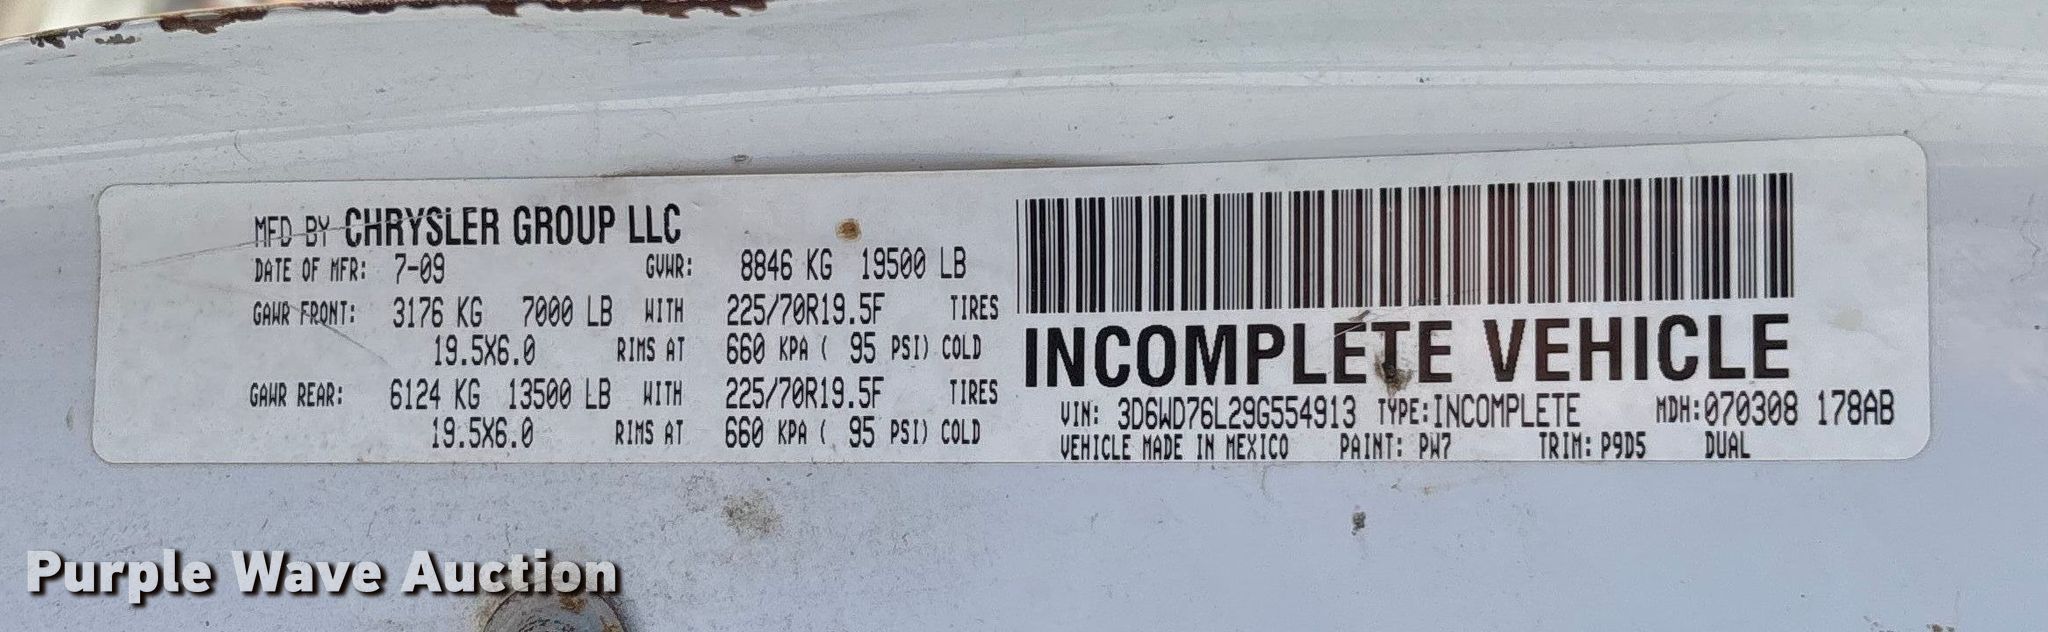 MFD BY CHRYSLER GROUP LLC
DATE OF MFR: 7-09 GVWR: 8846 KG 19500 LB
GAWR FRONT: 3176 KG 7000 LB WITH 225/70R19.5F TIRES
19.5X6.0 RIMS AT 660 KPA ( 95 PSI) COLD
GAWR REAR: 6124 KG 13500 LB WITH 225/70R19.5F TIRES
19.5X6.0 RIMS AT 660 KPA ( 95 PSI) COLD
INCOMPLETE VEHICLE
VIN: 3D6WD76L29G554913 TYPE: INCOMPLETE MDH: 070308 178AB
VEHICLE MADE IN MEXICO PAINT: PW7 TRIM: P9D5 DUAL
Purple Wave Auction